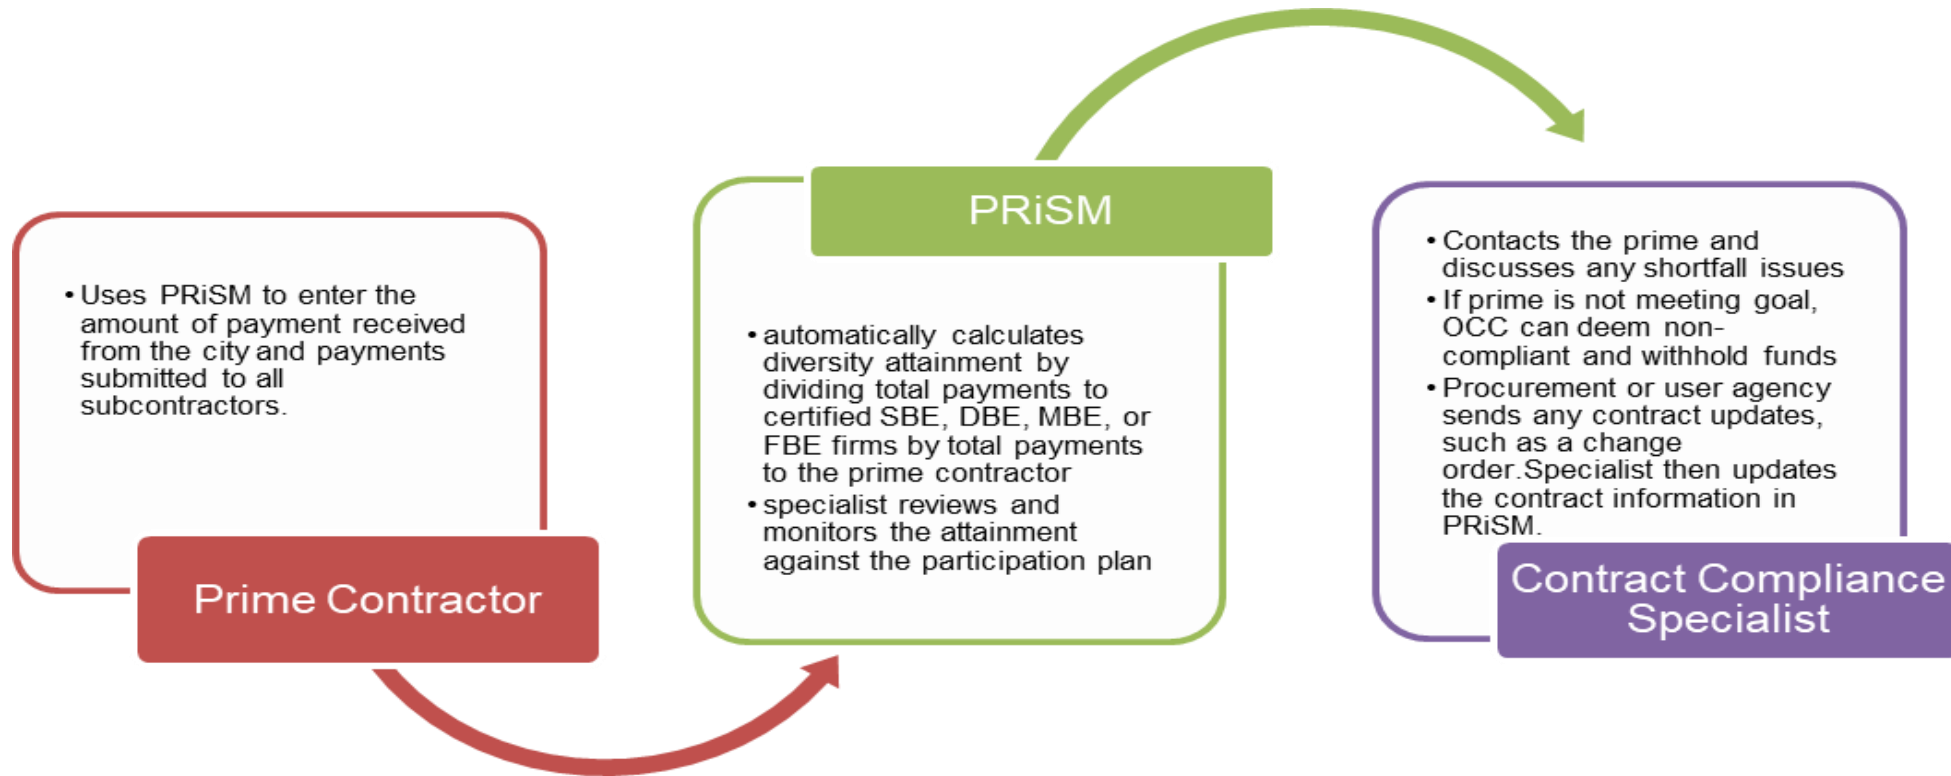 • Uses PRiSM to enter the
amount of payment received
from the city and payments
submitted to all
subcontractors.
Prime Contractor
PRiSM
• automatically calculates
diversity attainment by
dividing total payments to
certified SBE, DBE, MBE, or
FBE firms by total payments
to the prime contractor
• specialist reviews and
monitors the attainment
against the participation plan
• Contacts the prime and
discusses any shortfall issues
• If prime is not meeting goal,
OCC can deem non-
compliant and withhold funds
• Procurement or user agency
sends any contract updates,
such as a change
order.Specialist then updates
the contract information in
PRiSM.
Contract Compliance
Specialist